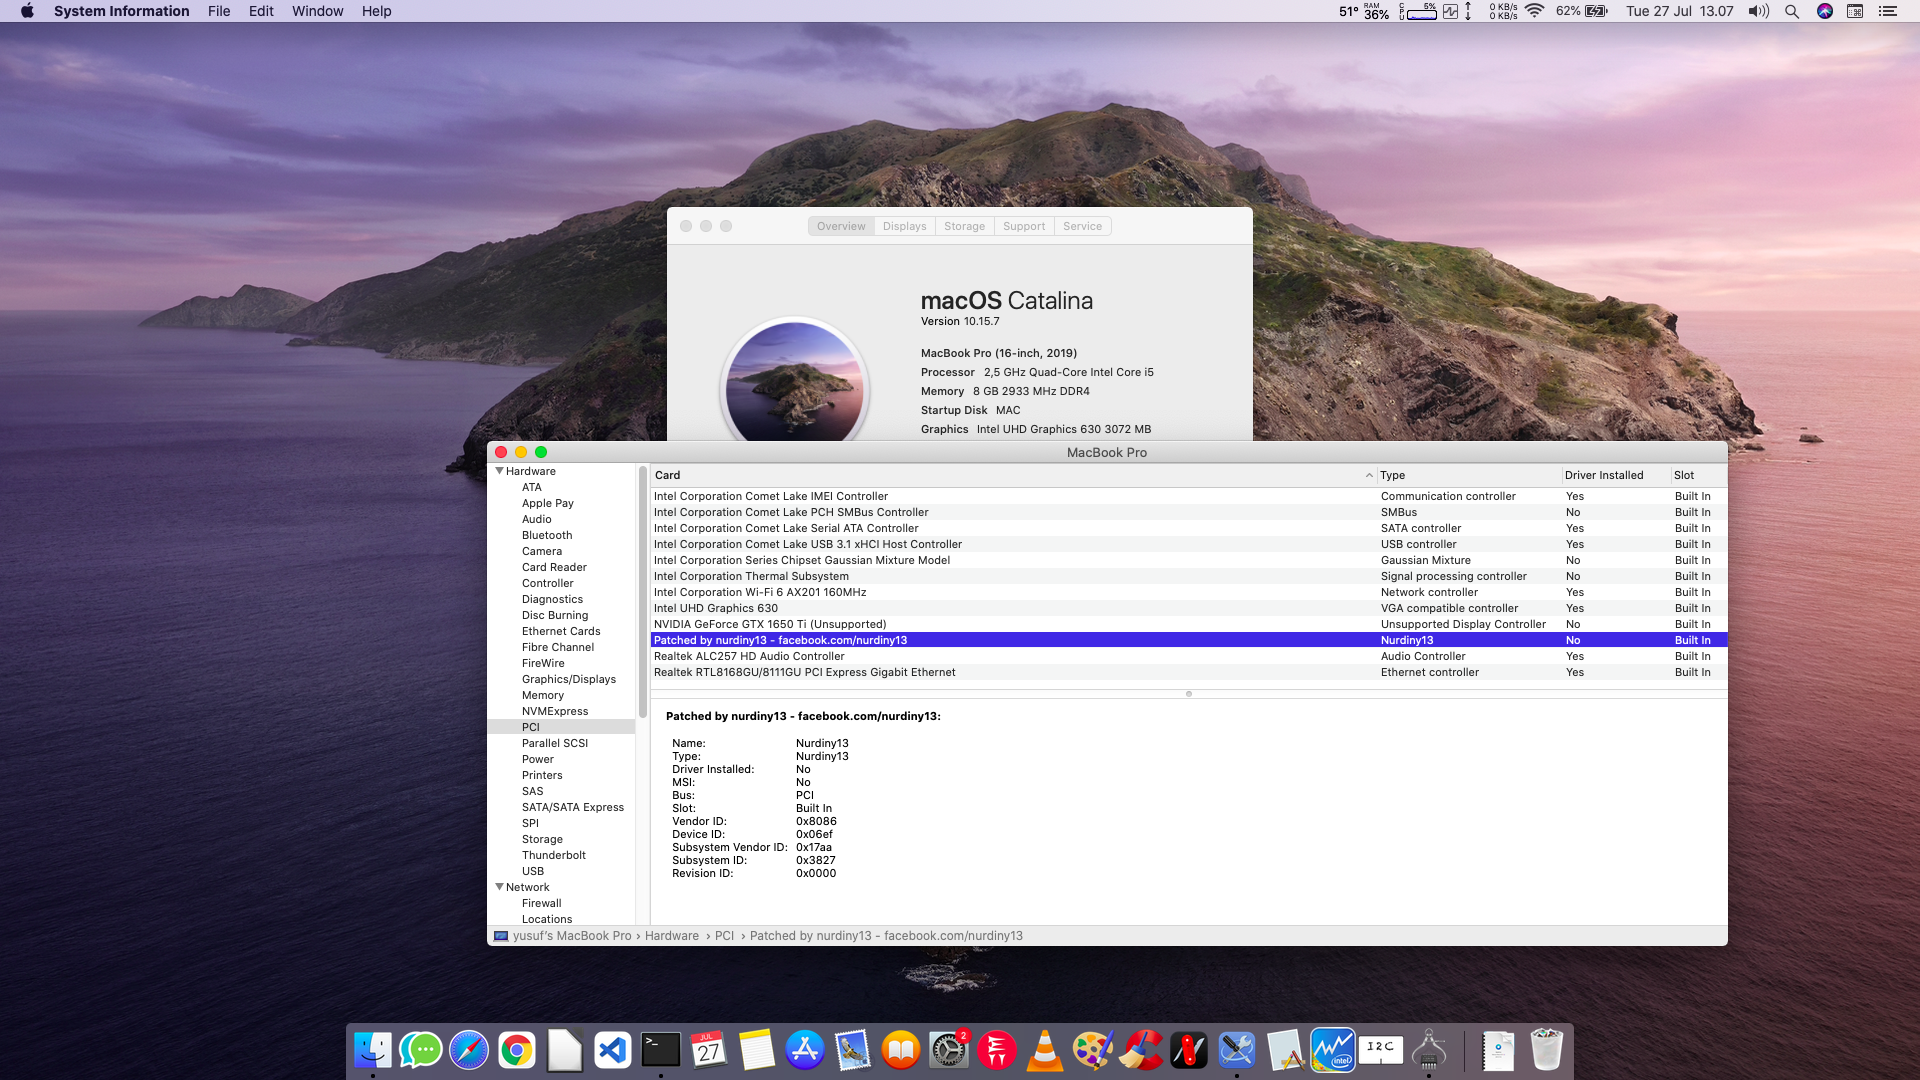 System Information File Edit Window Help
51° RAM 36% CPU 5% 0 KB/s 0 KB/s 62% Tue 27 Jul 13.07
Overview Displays Storage Support Service
macOS Catalina
Version 10.15.7
MacBook Pro (16-inch, 2019)
Processor 2,5 GHz Quad-Core Intel Core i5
Memory 8 GB 2933 MHz DDR4
Startup Disk MAC
Graphics Intel UHD Graphics 630 3072 MB
MacBook Pro
Hardware
ATA
Apple Pay
Audio
Bluetooth
Camera
Card Reader
Controller
Diagnostics
Disc Burning
Ethernet Cards
Fibre Channel
FireWire
Graphics/Displays
Memory
NVMExpress
PCI
Parallel SCSI
Power
Printers
SAS
SATA/SATA Express
SPI
Storage
Thunderbolt
USB
Network
Firewall
Locations
Card Type Driver Installed Slot
Intel Corporation Comet Lake IMEI Controller Communication controller Yes Built In
Intel Corporation Comet Lake PCH SMBus Controller SMBus No Built In
Intel Corporation Comet Lake Serial ATA Controller SATA controller Yes Built In
Intel Corporation Comet Lake USB 3.1 xHCI Host Controller USB controller Yes Built In
Intel Corporation Series Chipset Gaussian Mixture Model Gaussian Mixture No Built In
Intel Corporation Thermal Subsystem Signal processing controller No Built In
Intel Corporation Wi-Fi 6 AX201 160MHz Network controller Yes Built In
Intel UHD Graphics 630 VGA compatible controller Yes Built In
NVIDIA GeForce GTX 1650 Ti (Unsupported) Unsupported Display Controller No Built In
Patched by nurdiny13 - facebook.com/nurdiny13 Nurdiny13 No Built In
Realtek ALC257 HD Audio Controller Audio Controller Yes Built In
Realtek RTL8168GU/8111GU PCI Express Gigabit Ethernet Ethernet controller Yes Built In
Patched by nurdiny13 - facebook.com/nurdiny13:
Name: Nurdiny13
Type: Nurdiny13
Driver Installed: No
MSI: No
Bus: PCI
Slot: Built In
Vendor ID: 0x8086
Device ID: 0x06ef
Subsystem Vendor ID: 0x17aa
Subsystem ID: 0x3827
Revision ID: 0x0000
yusuf's MacBook Pro › Hardware › PCI › Patched by nurdiny13 - facebook.com/nurdiny13
>_ JUL 27 2 intel I2C